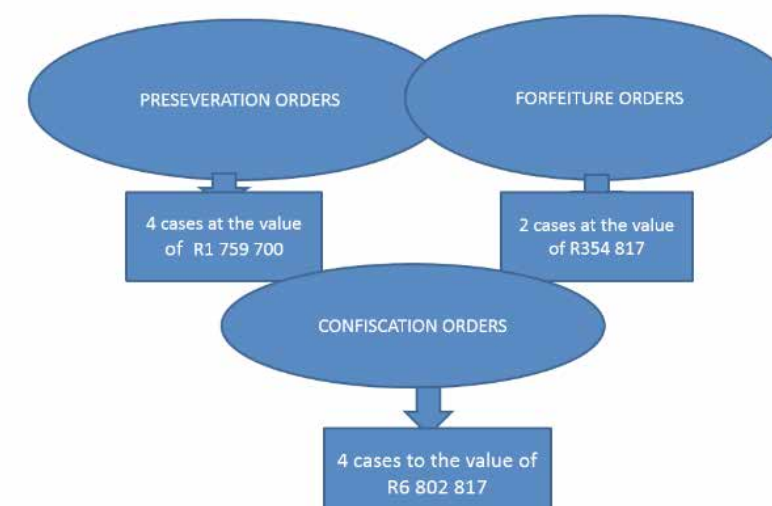 PRESEVERATION ORDERS
FORFEITURE ORDERS
4 cases at the value
of R1 759 700
2 cases at the value
of R354 817
CONFISCATION ORDERS
4 cases to the value of
R6 802 817